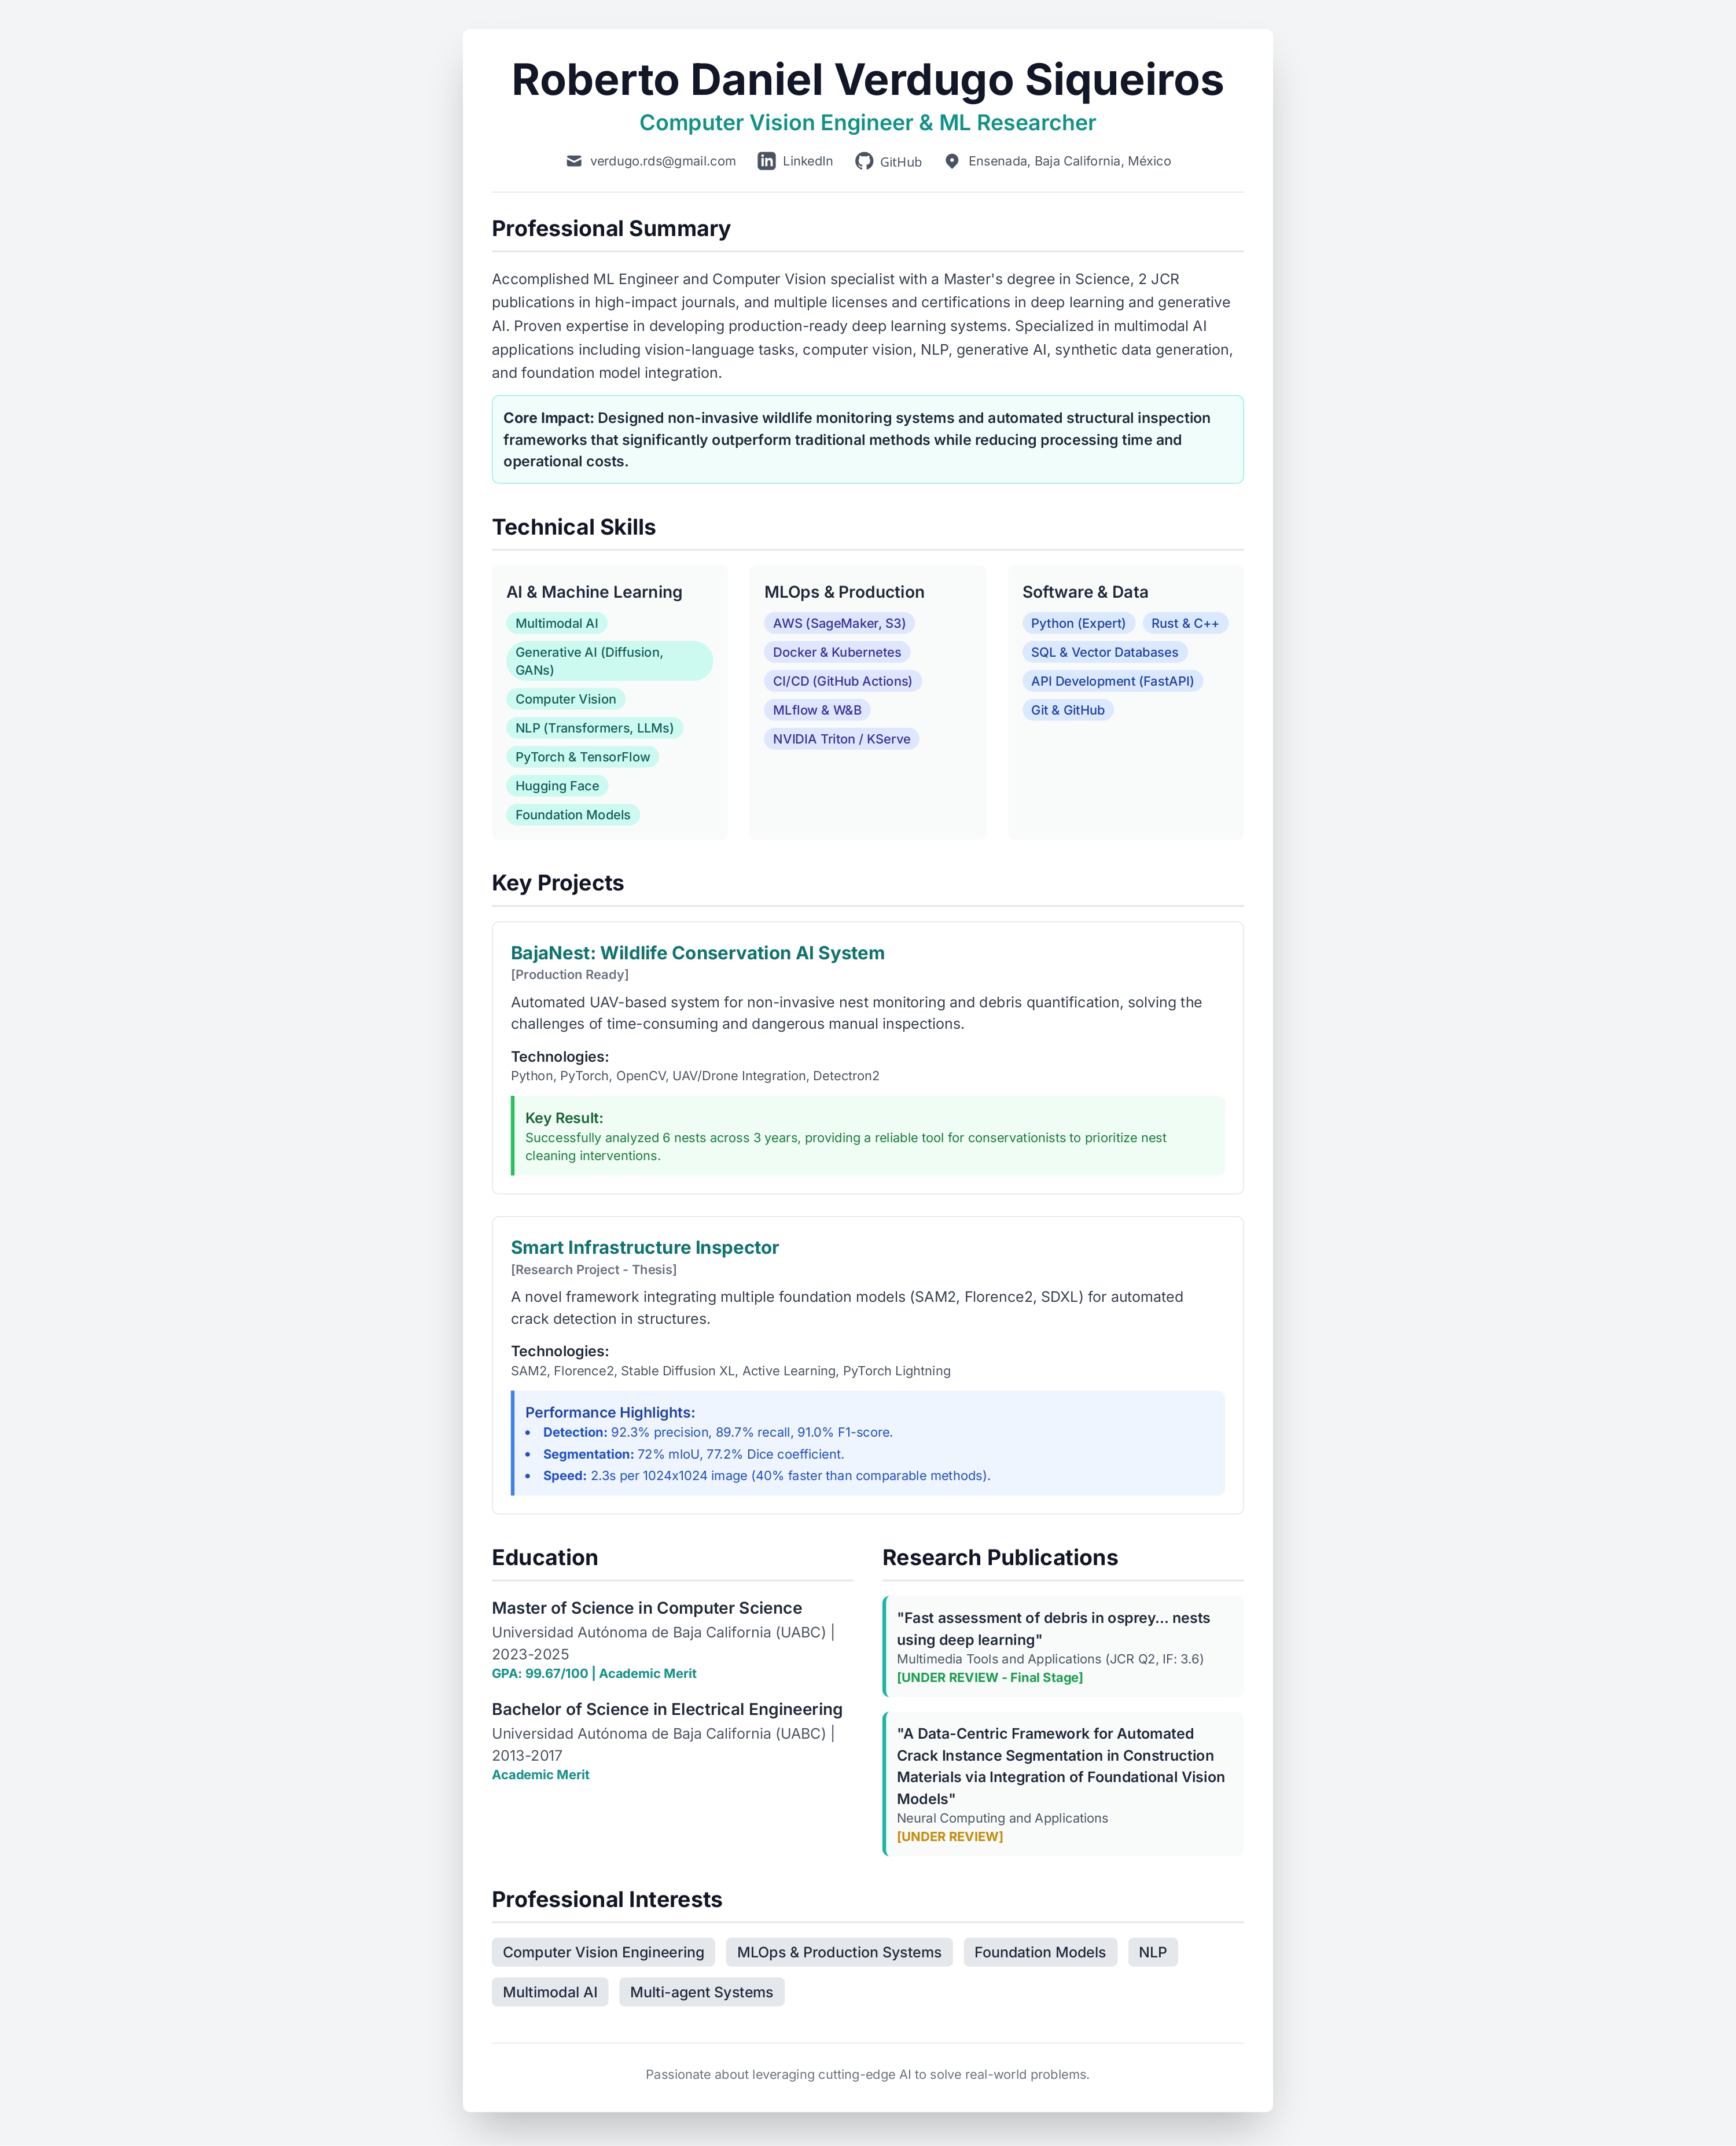 Roberto Daniel Verdugo Siqueiros
Computer Vision Engineer & ML Researcher
verdugo.rds@gmail.com LinkedIn GitHub Ensenada, Baja California, México
Professional Summary
Accomplished ML Engineer and Computer Vision specialist with a Master's degree in Science, 2 JCR
publications in high-impact journals, and multiple licenses and certifications in deep learning and generative
AI. Proven expertise in developing production-ready deep learning systems. Specialized in multimodal AI
applications including vision-language tasks, computer vision, NLP, generative AI, synthetic data generation,
and foundation model integration.
Core Impact: Designed non-invasive wildlife monitoring systems and automated structural inspection
frameworks that significantly outperform traditional methods while reducing processing time and
operational costs.
Technical Skills
AI & Machine Learning
Multimodal AI
Generative AI (Diffusion,
GANs)
Computer Vision
NLP (Transformers, LLMs)
PyTorch & TensorFlow
Hugging Face
Foundation Models
MLOps & Production
AWS (SageMaker, S3)
Docker & Kubernetes
CI/CD (GitHub Actions)
MLflow & W&B
NVIDIA Triton / KServe
Software & Data
Python (Expert) Rust & C++
SQL & Vector Databases
API Development (FastAPI)
Git & GitHub
Key Projects
BajaNest: Wildlife Conservation AI System
[Production Ready]
Automated UAV-based system for non-invasive nest monitoring and debris quantification, solving the
challenges of time-consuming and dangerous manual inspections.
Technologies:
Python, PyTorch, OpenCV, UAV/Drone Integration, Detectron2
Key Result:
Successfully analyzed 6 nests across 3 years, providing a reliable tool for conservationists to prioritize nest
cleaning interventions.
Smart Infrastructure Inspector
[Research Project - Thesis]
A novel framework integrating multiple foundation models (SAM2, Florence2, SDXL) for automated
crack detection in structures.
Technologies:
SAM2, Florence2, Stable Diffusion XL, Active Learning, PyTorch Lightning
Performance Highlights:
• Detection: 92.3% precision, 89.7% recall, 91.0% F1-score.
• Segmentation: 72% mIoU, 77.2% Dice coefficient.
• Speed: 2.3s per 1024x1024 image (40% faster than comparable methods).
Education
Master of Science in Computer Science
Universidad Autónoma de Baja California (UABC) |
2023-2025
GPA: 99.67/100 | Academic Merit
Bachelor of Science in Electrical Engineering
Universidad Autónoma de Baja California (UABC) |
2013-2017
Academic Merit
Research Publications
"Fast assessment of debris in osprey... nests
using deep learning"
Multimedia Tools and Applications (JCR Q2, IF: 3.6)
[UNDER REVIEW - Final Stage]
"A Data-Centric Framework for Automated
Crack Instance Segmentation in Construction
Materials via Integration of Foundational Vision
Models"
Neural Computing and Applications
[UNDER REVIEW]
Professional Interests
Computer Vision Engineering MLOps & Production Systems Foundation Models NLP
Multimodal AI Multi-agent Systems
Passionate about leveraging cutting-edge AI to solve real-world problems.